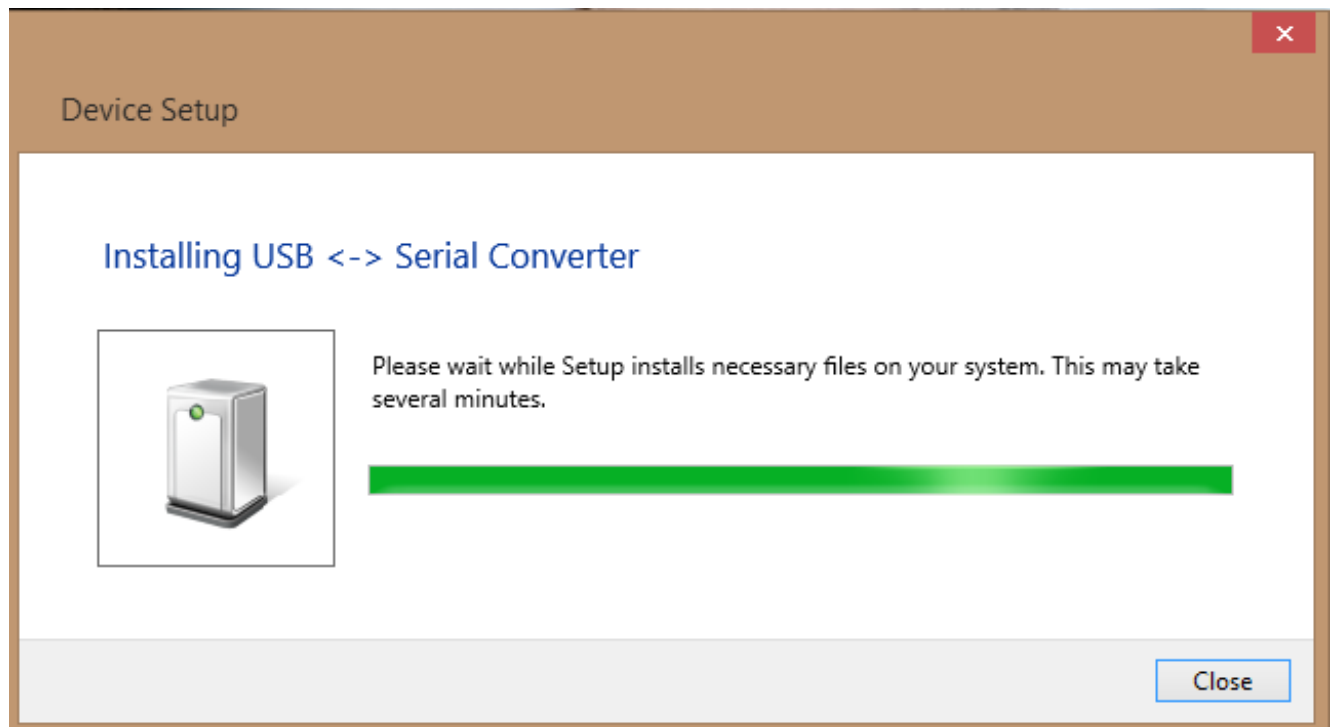 Device Setup
Installing USB <-> Serial Converter
Please wait while Setup installs necessary files on your system. This may take
several minutes.
Close